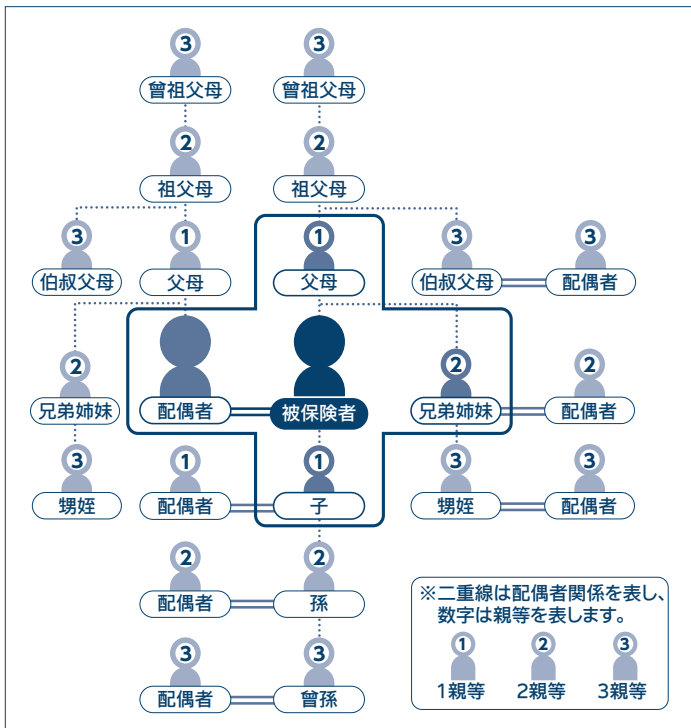 3 3
曾祖父母 曾祖父母
2 2
祖父母 祖父母
3 1 1 3 3
伯叔父母 父母 父母 伯叔父母 配偶者
2 2 2
兄弟姉妹 配偶者 被保険者 兄弟姉妹 配偶者
3 1 1 3 3
甥姪 配偶者 子 甥姪 配偶者
2 2
配偶者 孫
3 3
配偶者 曾孫
※二重線は配偶者関係を表し、
数字は親等を表します。
1 2 3
1親等 2親等 3親等